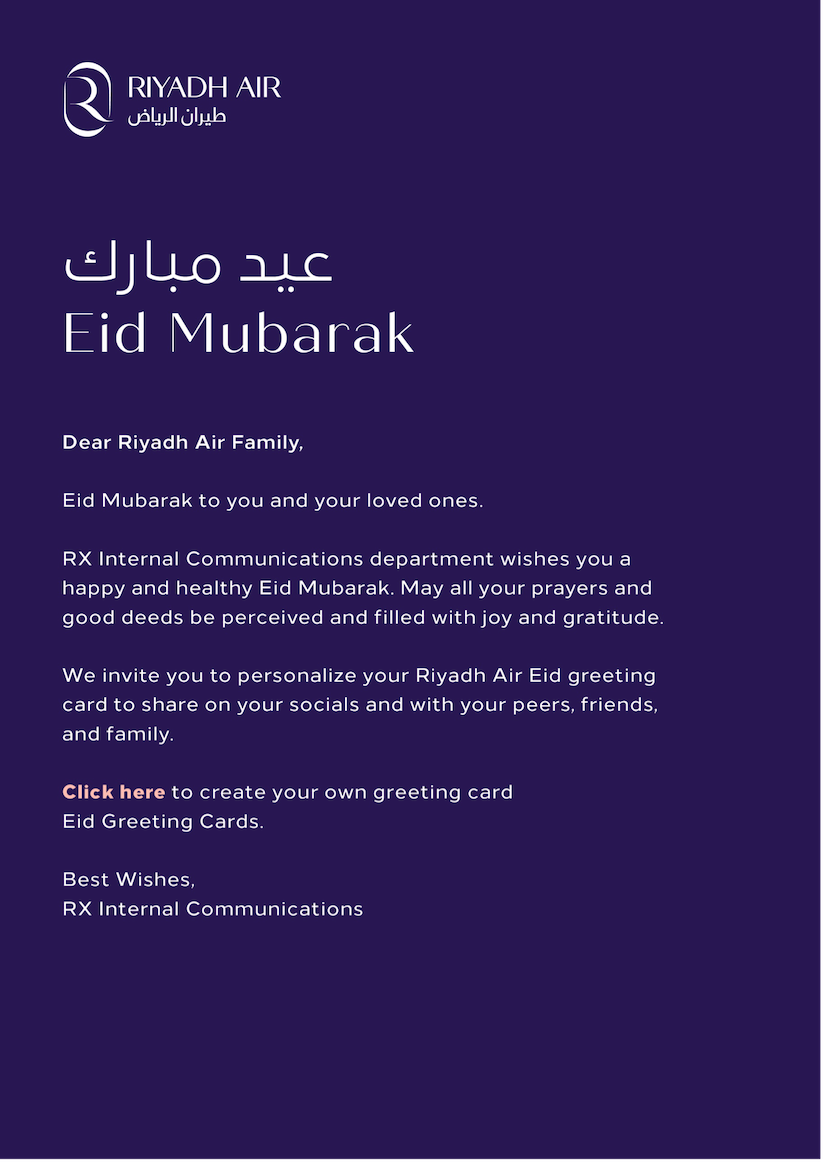 RIYADH AIR
طيران الرياض
عيد مبارك
Eid Mubarak
Dear Riyadh Air Family,
Eid Mubarak to you and your loved ones.
RX Internal Communications department wishes you a
happy and healthy Eid Mubarak. May all your prayers and
good deeds be perceived and filled with joy and gratitude.
We invite you to personalize your Riyadh Air Eid greeting
card to share on your socials and with your peers, friends,
and family.
Click here to create your own greeting card
Eid Greeting Cards.
Best Wishes,
RX Internal Communications